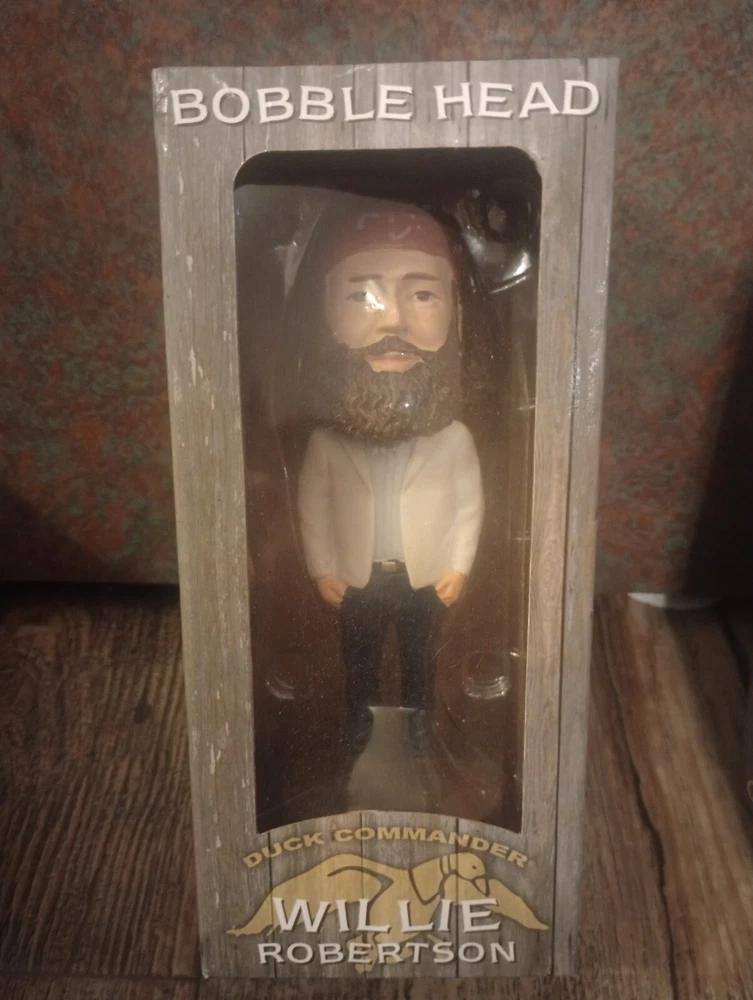 BOBBLE HEAD
DUCK COMMANDER
WILLIE
ROBERTSON